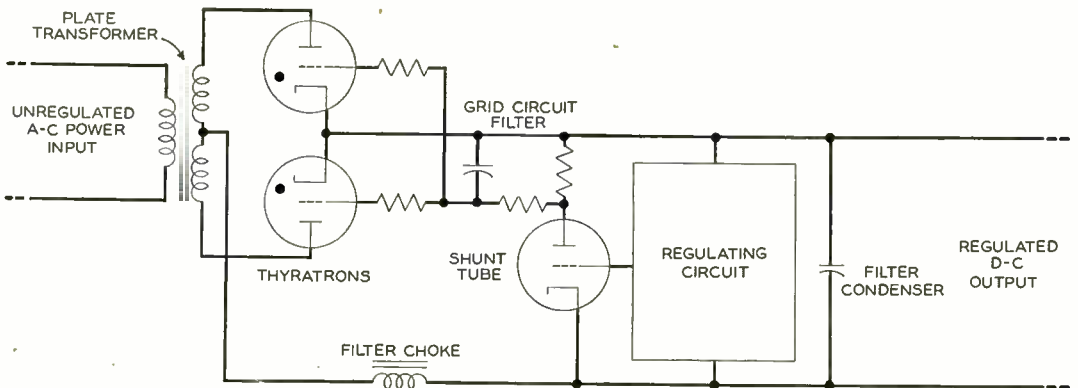 PLATE
TRANSFORMER
UNREGULATED
A-C POWER
INPUT
THYRATRONS
GRID CIRCUIT
FILTER
SHUNT
TUBE
REGULATING
CIRCUIT
FILTER
CONDENSER
REGULATED
D-C
OUTPUT
FILTER CHOKE